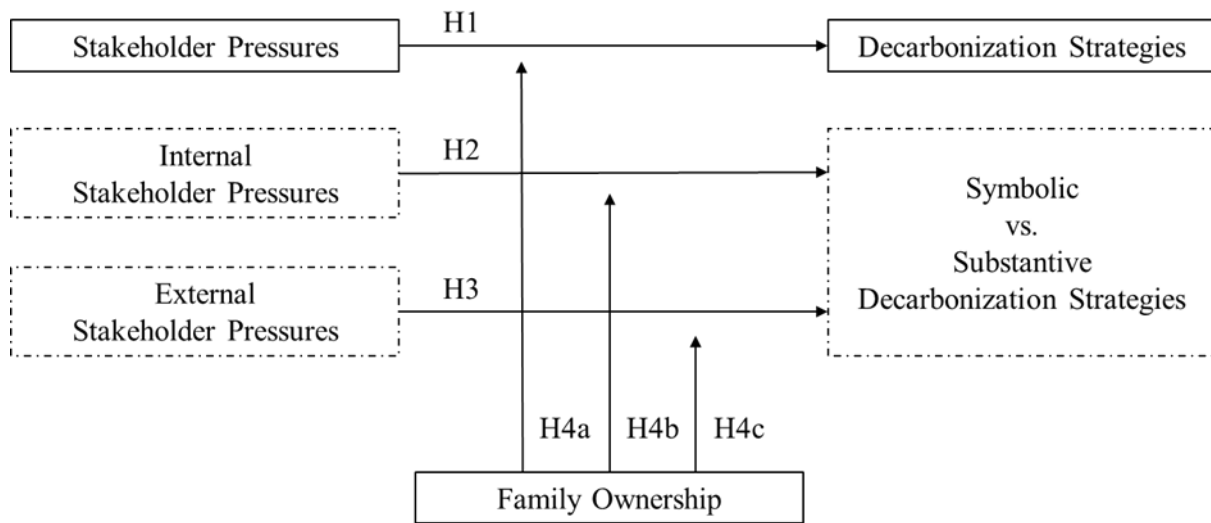 H1
Stakeholder Pressures
Decarbonization Strategies
Internal
Stakeholder Pressures
H2
Symbolic
vs.
Substantive
Decarbonization Strategies
External
Stakeholder Pressures
H3
H4a
H4b
H4c
Family Ownership